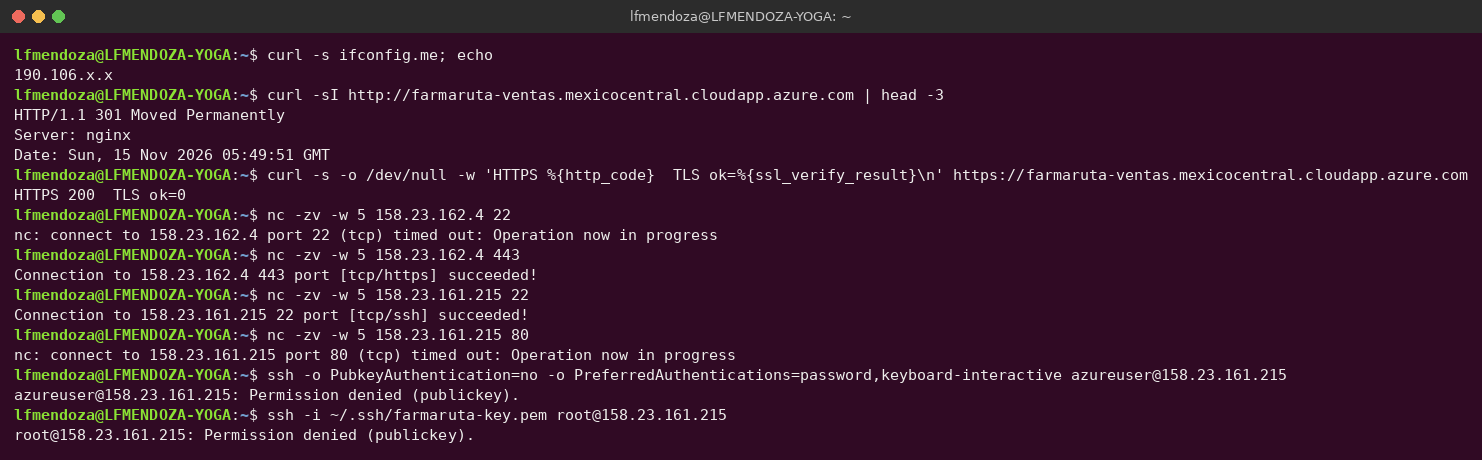 lfmendoza@LFMENDOZA-YOGA: ~
lfmendoza@LFMENDOZA-YOGA:~$ curl -s ifconfig.me; echo
190.106.x.x
lfmendoza@LFMENDOZA-YOGA:~$ curl -sI http://farmaruta-ventas.mexicocentral.cloudapp.azure.com | head -3
HTTP/1.1 301 Moved Permanently
Server: nginx
Date: Sun, 15 Nov 2026 05:49:51 GMT
lfmendoza@LFMENDOZA-YOGA:~$ curl -s -o /dev/null -w 'HTTPS %{http_code}  TLS ok=%{ssl_verify_result}\n' https://farmaruta-ventas.mexicocentral.cloudapp.azure.com
HTTPS 200  TLS ok=0
lfmendoza@LFMENDOZA-YOGA:~$ nc -zv -w 5 158.23.162.4 22
nc: connect to 158.23.162.4 port 22 (tcp) timed out: Operation now in progress
lfmendoza@LFMENDOZA-YOGA:~$ nc -zv -w 5 158.23.162.4 443
Connection to 158.23.162.4 443 port [tcp/https] succeeded!
lfmendoza@LFMENDOZA-YOGA:~$ nc -zv -w 5 158.23.161.215 22
Connection to 158.23.161.215 22 port [tcp/ssh] succeeded!
lfmendoza@LFMENDOZA-YOGA:~$ nc -zv -w 5 158.23.161.215 80
nc: connect to 158.23.161.215 port 80 (tcp) timed out: Operation now in progress
lfmendoza@LFMENDOZA-YOGA:~$ ssh -o PubkeyAuthentication=no -o PreferredAuthentications=password,keyboard-interactive azureuser@158.23.161.215
azureuser@158.23.161.215: Permission denied (publickey).
lfmendoza@LFMENDOZA-YOGA:~$ ssh -i ~/.ssh/farmaruta-key.pem root@158.23.161.215
root@158.23.161.215: Permission denied (publickey).